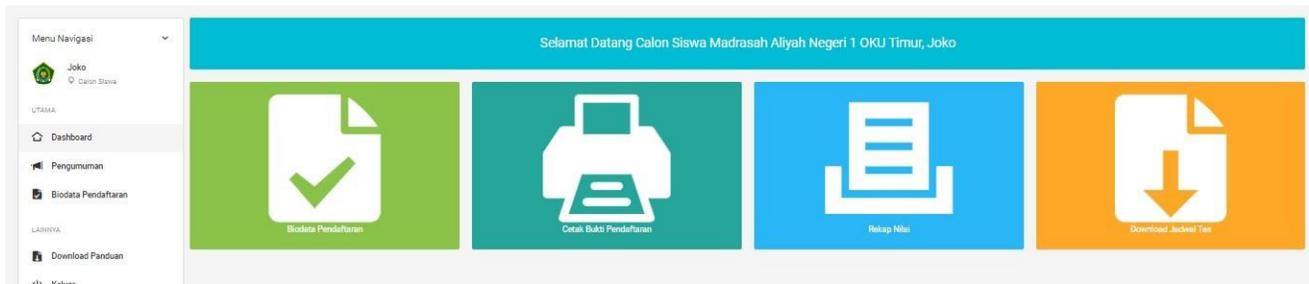 Menu Navigasi
Joko
Calon Siswa
UTAMA
Dashboard
Pengumuman
Biodata Pendaftaran
LAINNYA
Download Panduan
Selamat Datang Calon Siswa Madrasah Aliyah Negeri 1 OKU Timur, Joko
Biodata Pendaftaran
Cetak Bukti Pendaftaran
Rekap Nilai
Download Jadwal Tes